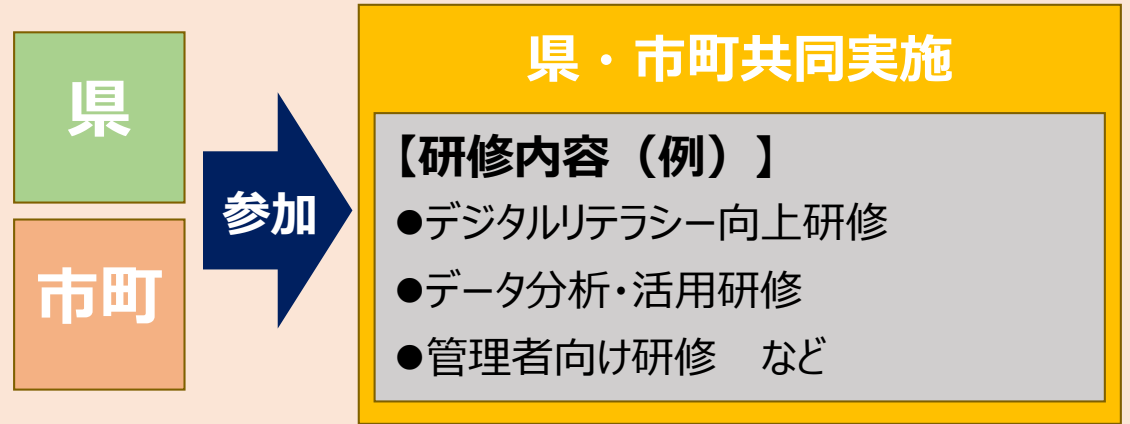 県
市町
参加
県・市町共同実施
【研修内容（例）】
●デジタルリテラシー向上研修
●データ分析・活用研修
●管理者向け研修　など